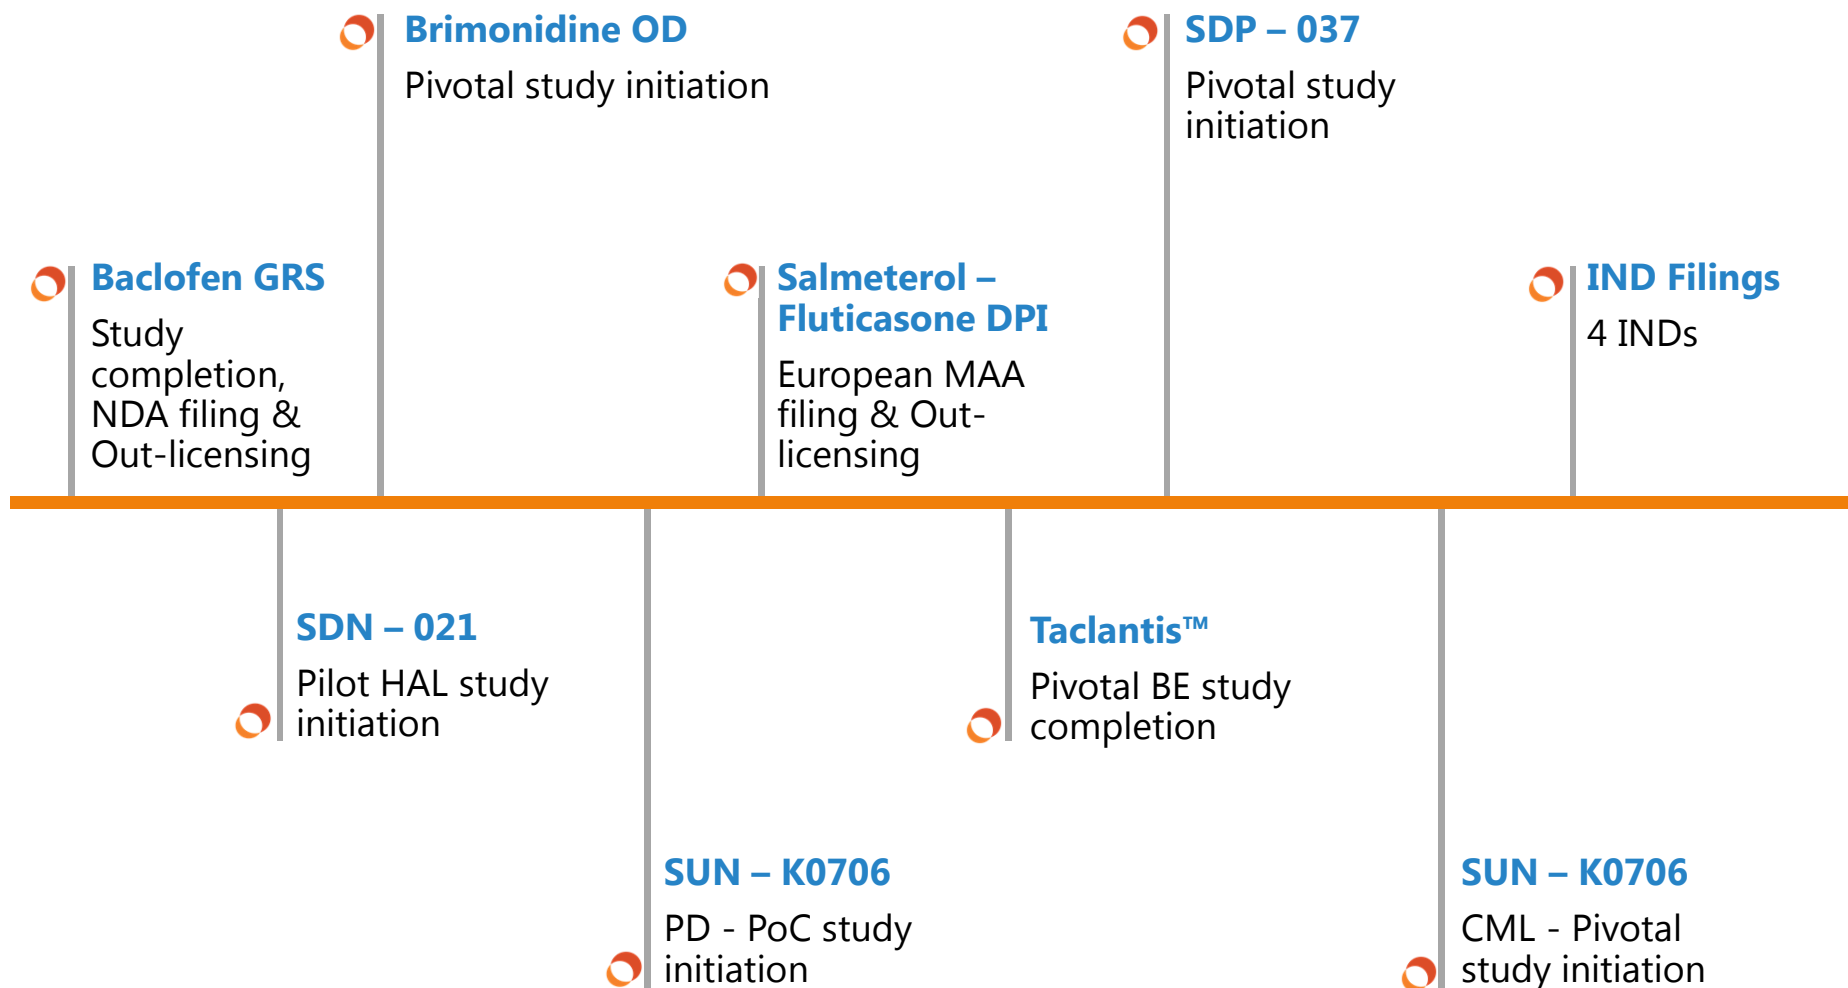 Brimonidine OD
Pivotal study initiation
SDP – 037
Pivotal study
initiation
Baclofen GRS
Study
completion,
NDA filing &
Out-licensing
Salmeterol –
Fluticasone DPI
European MAA
filing & Out-
licensing
IND Filings
4 INDs
SDN – 021
Pilot HAL study
initiation
Taclantis™
Pivotal BE study
completion
SUN – K0706
PD - PoC study
initiation
SUN – K0706
CML - Pivotal
study initiation